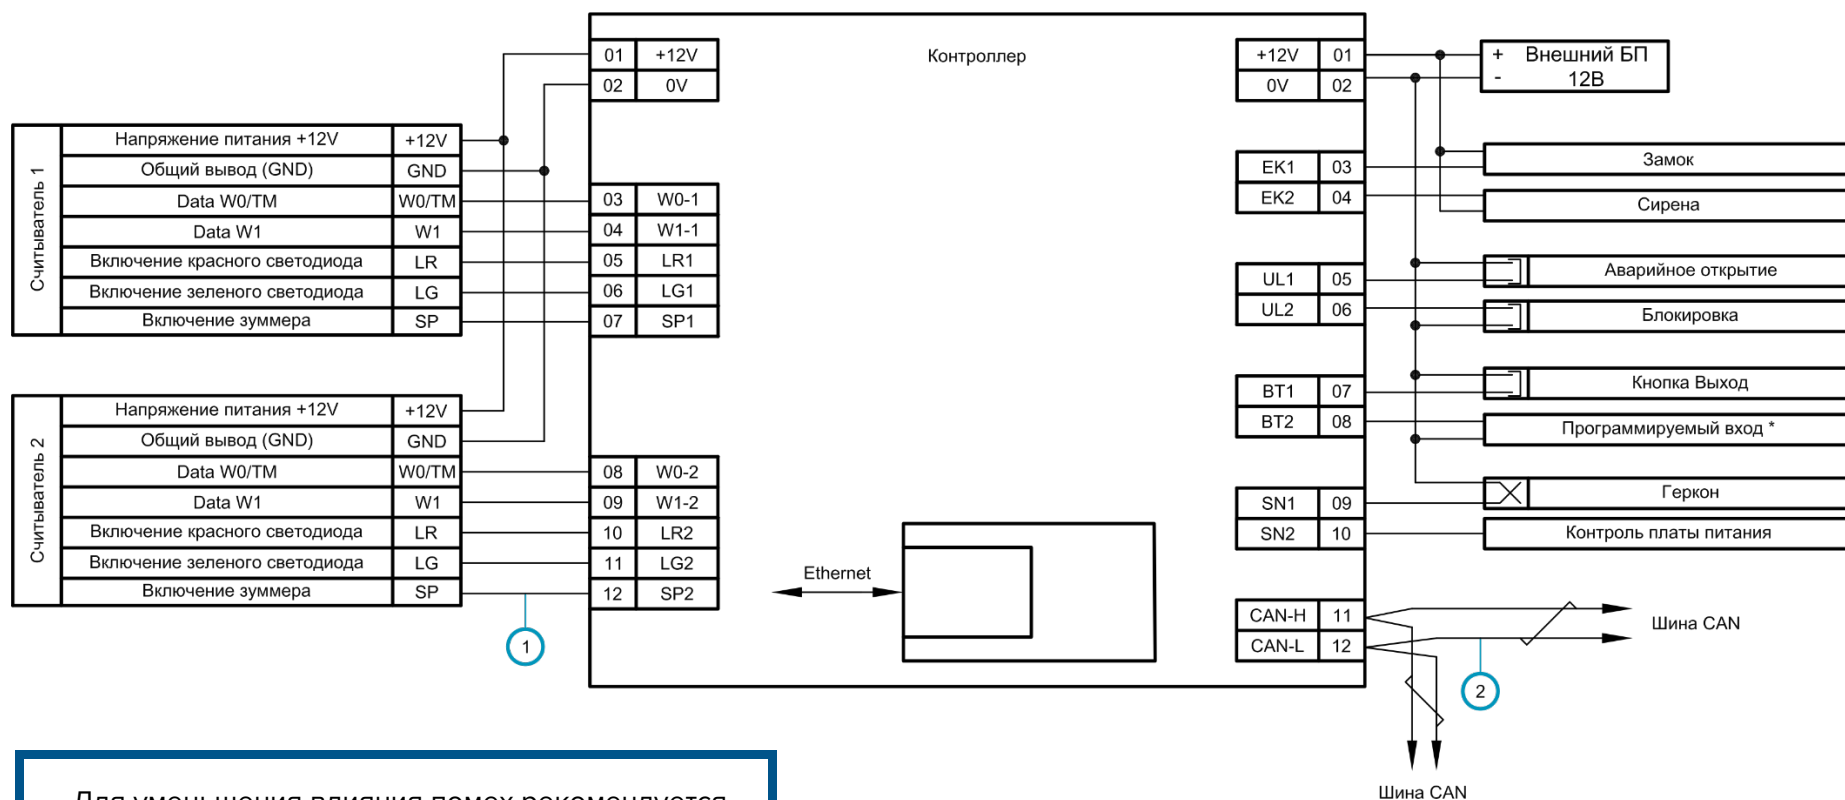 Контроллер
01 +12V
02 0V
Считыватель 1
Напряжение питания +12V +12V
Общий вывод (GND) GND
Data W0/TM W0/TM
Data W1 W1
Включение красного светодиода LR
Включение зеленого светодиода LG
Включение зуммера SP
03 W0-1
04 W1-1
05 LR1
06 LG1
07 SP1
Считыватель 2
Напряжение питания +12V +12V
Общий вывод (GND) GND
Data W0/TM W0/TM
Data W1 W1
Включение красного светодиода LR
Включение зеленого светодиода LG
Включение зуммера SP
08 W0-2
09 W1-2
10 LR2
11 LG2
12 SP2
1
Ethernet
+12V 01
0V 02
+ Внешний БП
- 12В
EK1 03
EK2 04
Замок
Сирена
UL1 05
UL2 06
Аварийное открытие
Блокировка
BT1 07
BT2 08
Кнопка Выход
Программируемый вход *
SN1 09
SN2 10
Геркон
Контроль платы питания
CAN-H 11
CAN-L 12
Шина CAN
2
Шина CAN
Для уменьшения влияния помех рекомендуется